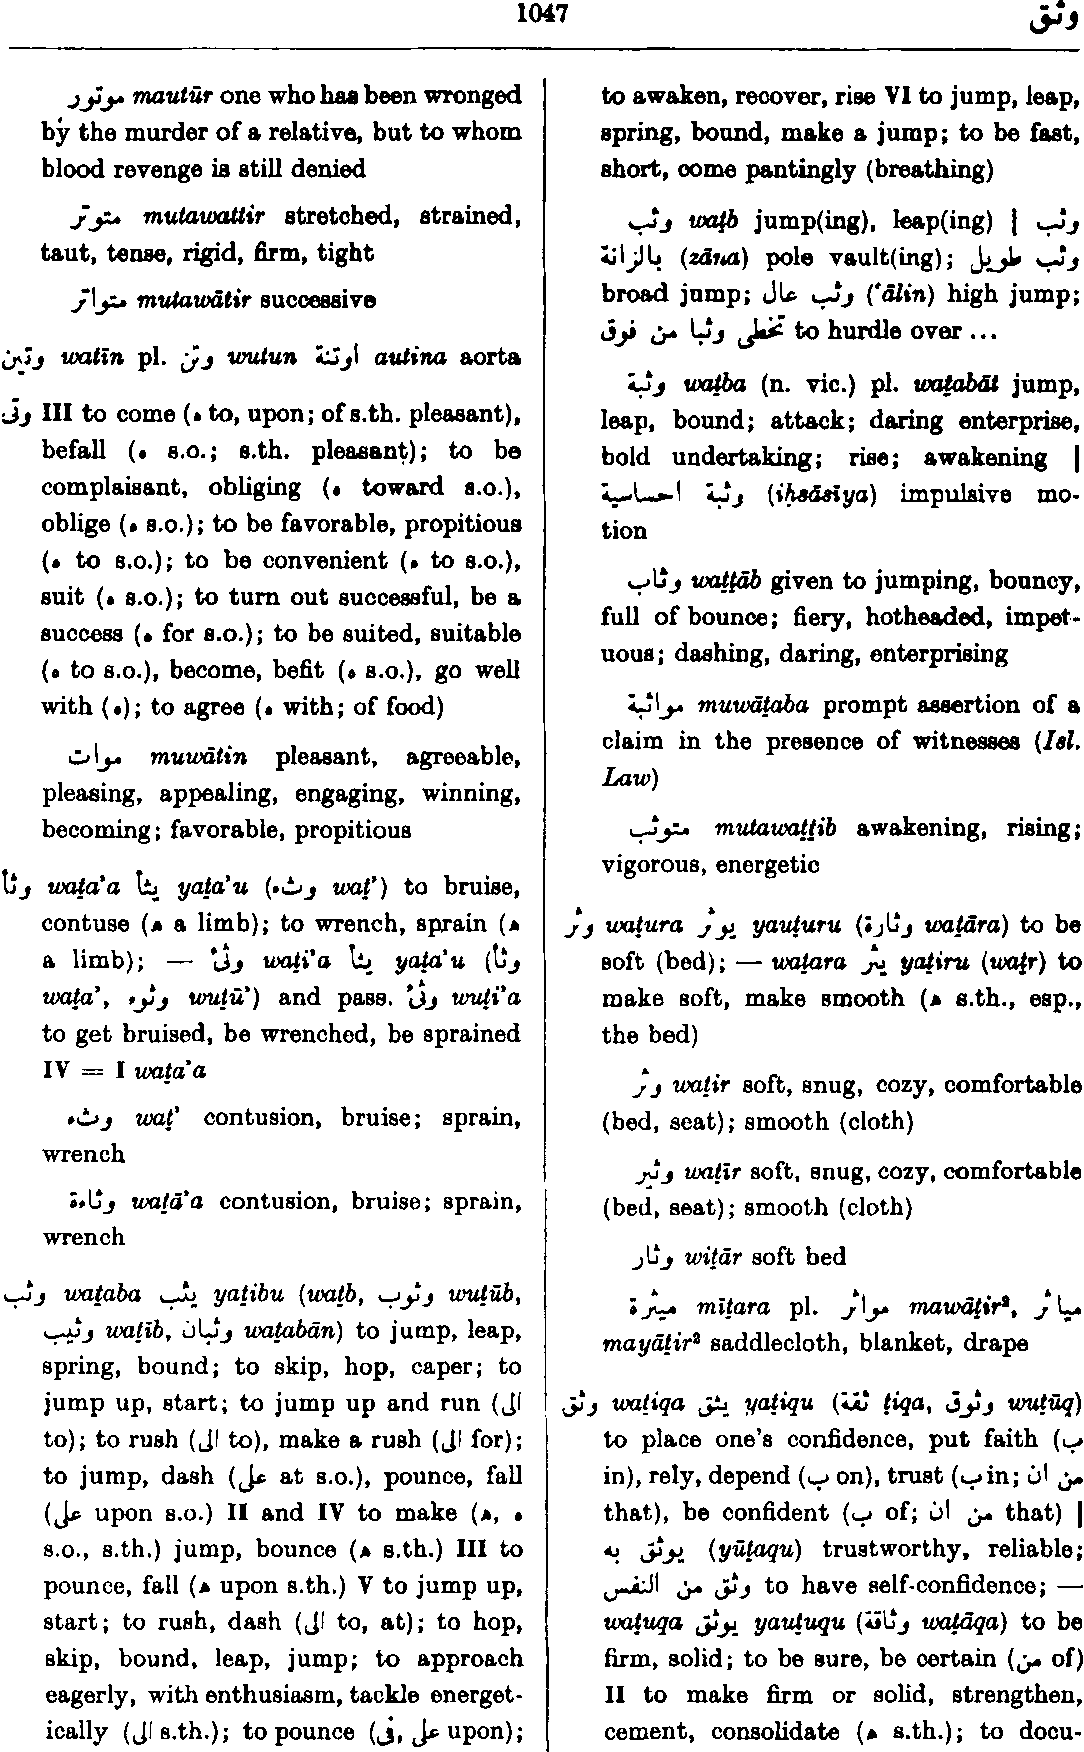 1047
وثق
موتور mautūr one who has been wronged
by the murder of a relative, but to whom
blood revenge is still denied
متوتر mutawattir stretched, strained,
taut, tense, rigid, firm, tight
متواتر mutawātir successive
وتين watīn pl. وتن wutun اوتنة autina aorta
وتى III to come (ه to, upon; of s.th. pleasant),
befall (ه s.o.; s.th. pleasant); to be
complaisant, obliging (ه toward s.o.),
oblige (ه s.o.); to be favorable, propitious
(ه to s.o.); to be convenient (ه to s.o.),
suit (ه s.o.); to turn out successful, be a
success (ه for s.o.); to be suited, suitable
(ه to s.o.), become, befit (ه s.o.), go well
with (ه); to agree (ه with; of food)
موات muwātin pleasant, agreeable,
pleasing, appealing, engaging, winning,
becoming; favorable, propitious
وثأ waṯa’a يثأ yaṯa’u (وثء waṯ’) to bruise,
contuse (ھ a limb); to wrench, sprain (ھ
a limb); — وثئ waṯi’a يثأ yaṯa’u (وثأ
waṯa’, وثوء wuṯū’) and pass. وثئ wuṯi’a
to get bruised, be wrenched, be sprained
IV = I waṯa’a
وثء waṯ’ contusion, bruise; sprain,
wrench
وثاءة waṯā’a contusion, bruise; sprain,
wrench
وثب waṯaba يثب yaṯibu (waṯb, وثوب wuṯūb,
وثيب waṯīb, وثبان waṯabān) to jump, leap,
spring, bound; to skip, hop, caper; to
jump up, start; to jump up and run (الى
to); to rush (الى to), make a rush (الى for);
to jump, dash (على at s.o.), pounce, fall
(على upon s.o.) II and IV to make (ھ, ه
s.o., s.th.) jump, bounce (ھ s.th.) III to
pounce, fall (ھ upon s.th.) V to jump up,
start; to rush, dash (الى to, at); to hop,
skip, bound, leap, jump; to approach
eagerly, with enthusiasm, tackle energet-
ically (الى s.th.); to pounce (على, فى upon);
to awaken, recover, rise VI to jump, leap,
spring, bound, make a jump; to be fast,
short, come pantingly (breathing)
وثب waṯb jump(ing), leap(ing) | وثب
بالزانة (zāna) pole vault(ing); وثب طويل
broad jump; وثب عال (‘ālin) high jump;
تخطى وثبا من فوق to hurdle over ...
وثبة waṯba (n. vic.) pl. waṯabāt jump,
leap, bound; attack; daring enterprise,
bold undertaking; rise; awakening |
وثبة احساسية (iḥsāsīya) impulsive mo-
tion
وثاب waṯṯāb given to jumping, bouncy,
full of bounce; fiery, hotheaded, impet-
uous; dashing, daring, enterprising
مواثبة muwāṯaba prompt assertion of a
claim in the presence of witnesses (Isl.
Law)
متوثب mutawaṯṯib awakening, rising;
vigorous, energetic
وثر waṯura يوثر yauṯuru (وثارة waṯāra) to be
soft (bed); — waṯara يثر yaṯiru (waṯr) to
make soft, make smooth (ھ s.th., esp.,
the bed)
وثر waṯir soft, snug, cozy, comfortable
(bed, seat); smooth (cloth)
وثير waṯīr soft, snug, cozy, comfortable
(bed, seat); smooth (cloth)
وثار wiṯār soft bed
ميثرة mīṯara pl. مواثر mawāṯir², مياثر
mayāṯir² saddlecloth, blanket, drape
وثق waṯiqa يثق yaṯiqu (ثقة ṯiqa, وثوق wuṯūq)
to place one’s confidence, put faith (ب
in), rely, depend (ب on), trust (ب in; من ان
that), be confident (ب of; من ان that) |
يوثق به (yūṯaqu) trustworthy, reliable;
وثق من النفس to have self-confidence; —
waṯuqa يوثق yauṯuqu (وثاقة waṯāqa) to be
firm, solid; to be sure, be certain (من of)
II to make firm or solid, strengthen,
cement, consolidate (ھ s.th.); to docu-